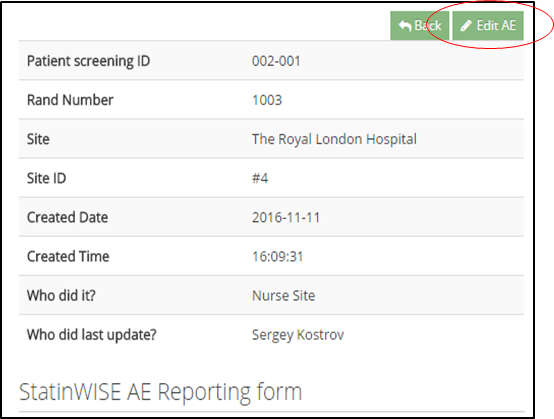 Back Edit AE
Patient screening ID 002-001
Rand Number 1003
Site The Royal London Hospital
Site ID #4
Created Date 2016-11-11
Created Time 16:09:31
Who did it? Nurse Site
Who did last update? Sergey Kostrov
StatinWISE AE Reporting form